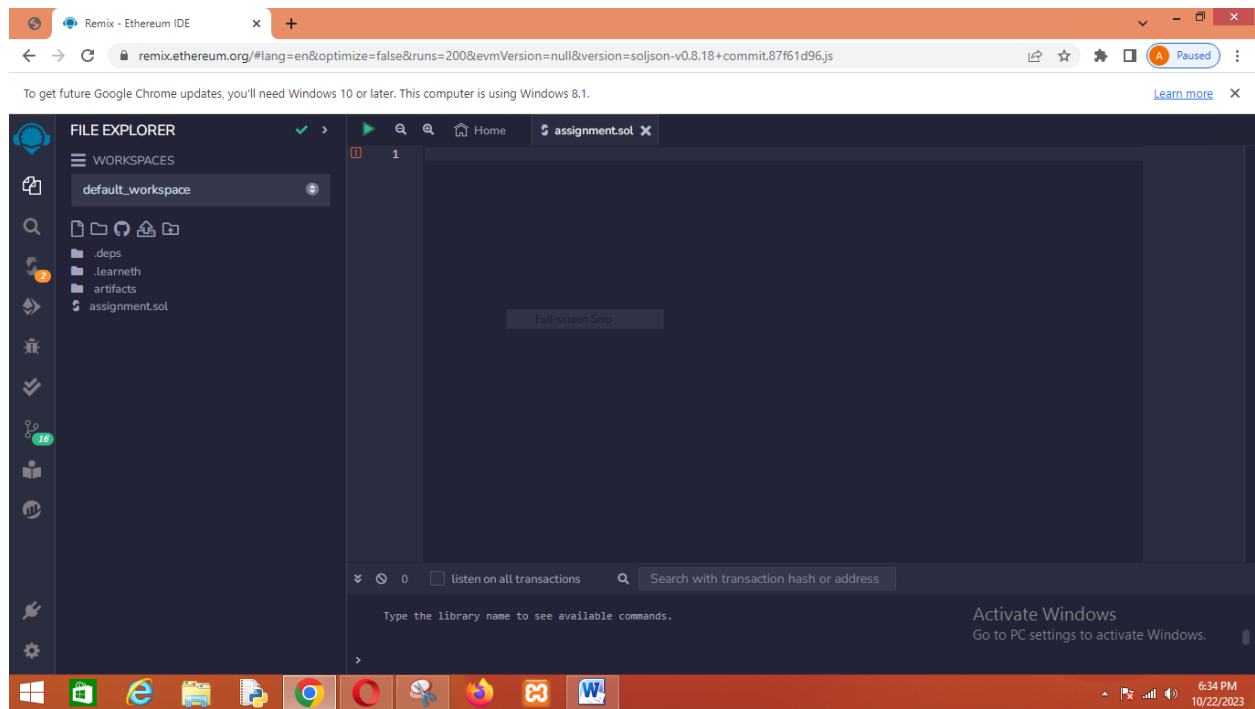 Remix - Ethereum IDE
remix.ethereum.org/#lang=en&optimize=false&runs=200&evmVersion=null&version=soljson-v0.8.18+commit.87f61d96.js
A Paused
To get future Google Chrome updates, you'll need Windows 10 or later. This computer is using Windows 8.1.
Learn more
FILE EXPLORER
Home
assignment.sol
WORKSPACES
1
default_workspace
.deps
.learneth
2
artifacts
assignment.sol
Full-screen Snip
16
0
listen on all transactions
Search with transaction hash or address
Type the library name to see available commands.
Activate Windows
Go to PC settings to activate Windows.
>
W
6:34 PM
10/22/2023